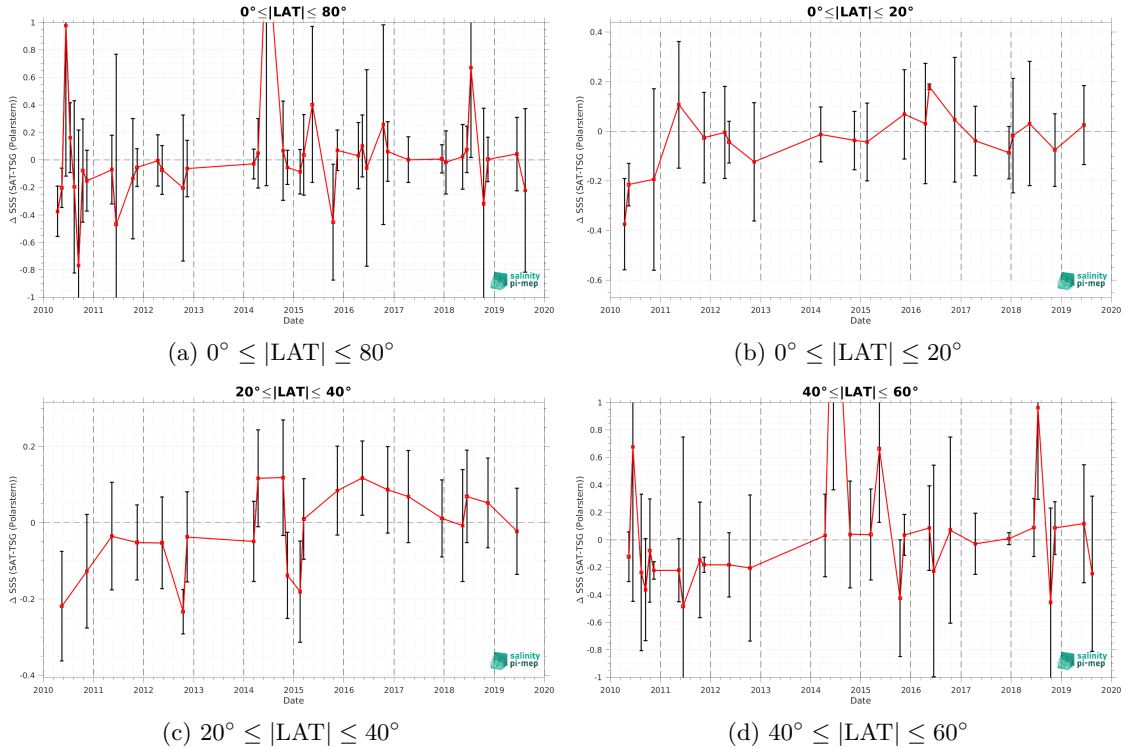 0°≤|LAT|≤ 80°
Δ SSS (SAT-TSG (Polarstern))
1
0.8
0.6
0.4
0.2
0
-0.2
-0.4
-0.6
-0.8
-1
2010 2011 2012 2013 2014 2015 2016 2017 2018 2019 2020
Date
salinity
pi-mep
(a) 0° ≤ |LAT| ≤ 80°
0°≤|LAT|≤ 20°
Δ SSS (SAT-TSG (Polarstern))
0.4
0.2
0
-0.2
-0.4
-0.6
2010 2011 2012 2013 2014 2015 2016 2017 2018 2019 2020
Date
salinity
pi-mep
(b) 0° ≤ |LAT| ≤ 20°
20°≤|LAT|≤ 40°
Δ SSS (SAT-TSG (Polarstern))
0.2
0
-0.2
-0.4
2010 2011 2012 2013 2014 2015 2016 2017 2018 2019 2020
Date
salinity
pi-mep
(c) 20° ≤ |LAT| ≤ 40°
40°≤|LAT|≤ 60°
Δ SSS (SAT-TSG (Polarstern))
1
0.8
0.6
0.4
0.2
0
-0.2
-0.4
-0.6
-0.8
-1
2010 2011 2012 2013 2014 2015 2016 2017 2018 2019 2020
Date
salinity
pi-mep
(d) 40° ≤ |LAT| ≤ 60°